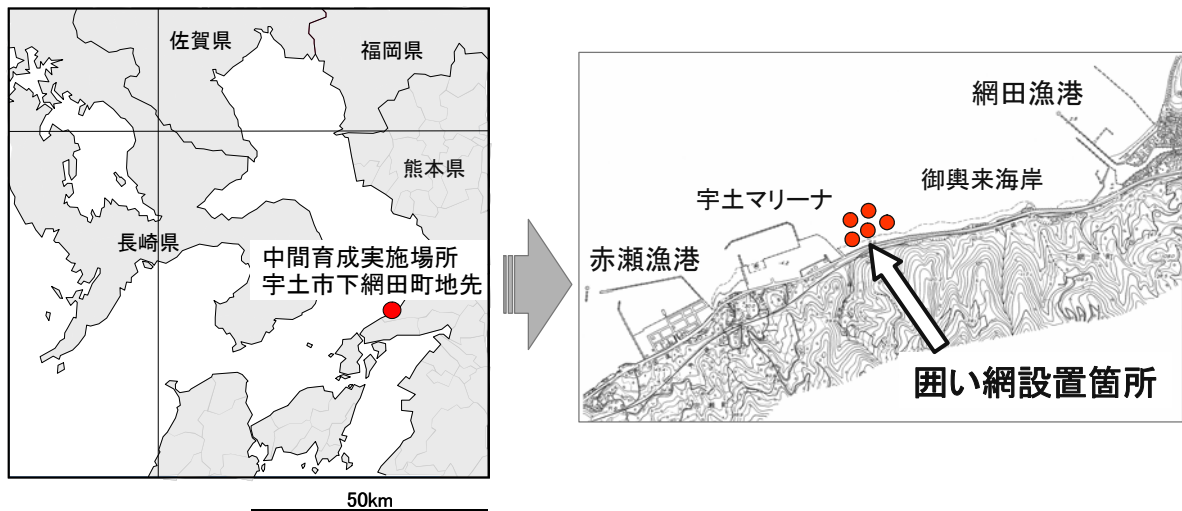 佐賀県
福岡県
熊本県
長崎県
中間育成実施場所
宇土市下網田町地先
50km
網田漁港
御輿来海岸
宇土マリーナ
赤瀬漁港
囲い網設置箇所